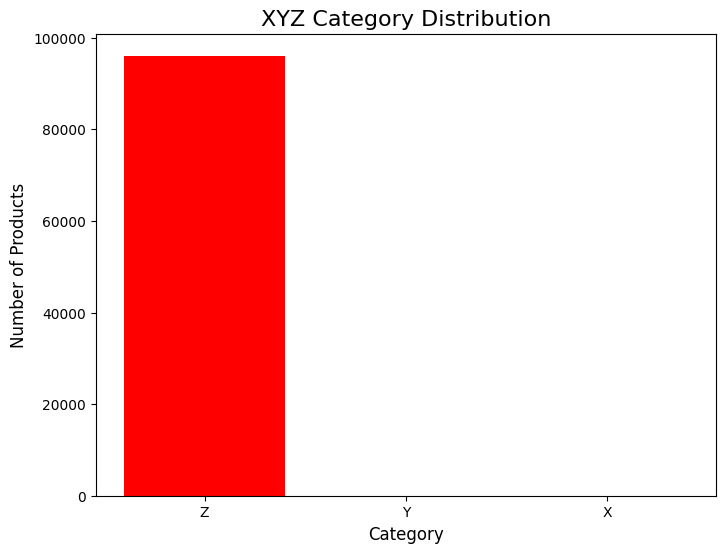 XYZ Category Distribution
100000
80000
60000
40000
20000
0
Number of Products
Z Y X
Category